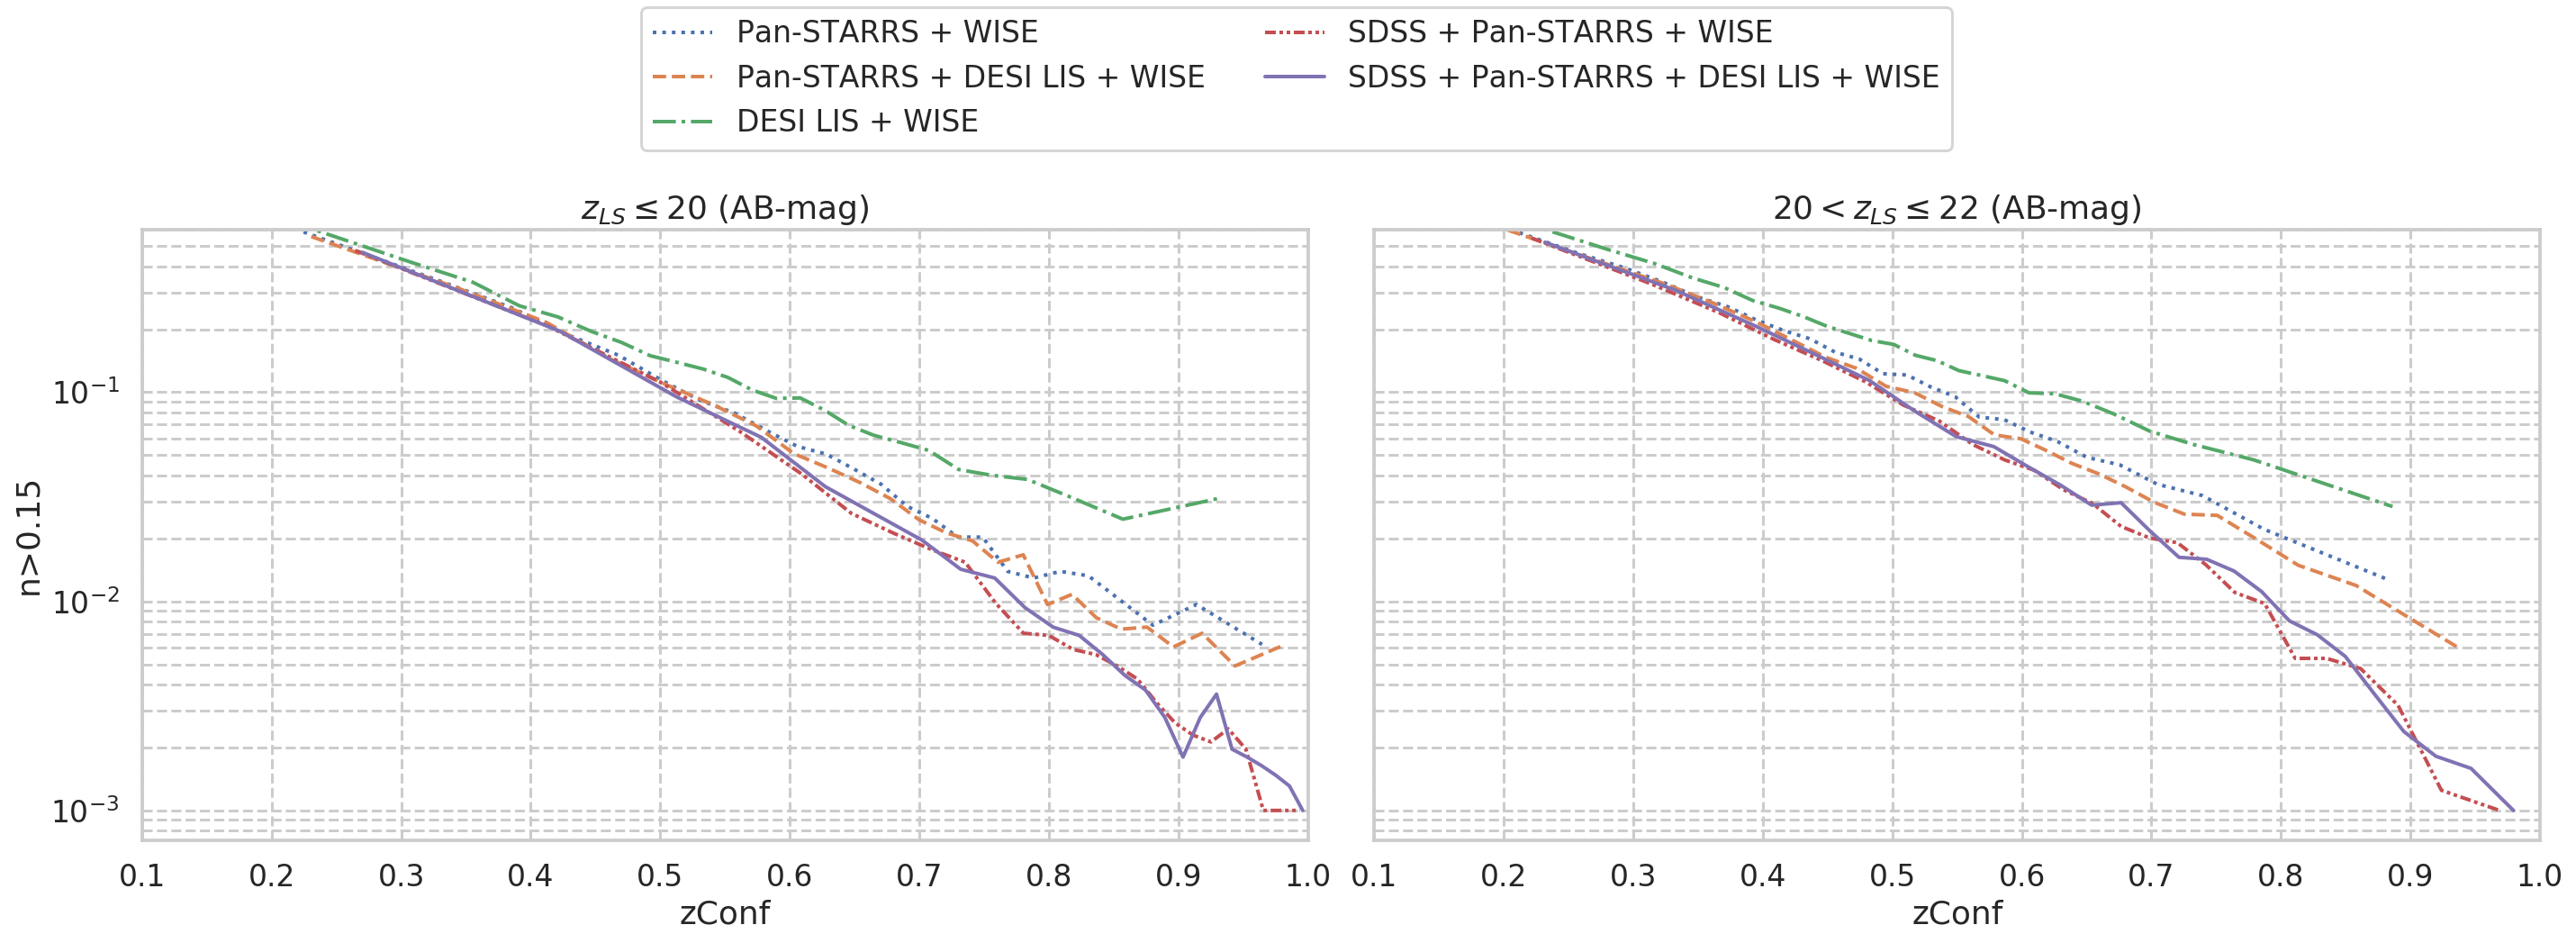 Pan-STARRS + WISE
Pan-STARRS + DESI LIS + WISE
DESI LIS + WISE
SDSS + Pan-STARRS + WISE
SDSS + Pan-STARRS + DESI LIS + WISE
z_{LS} ≤ 20 (AB-mag)
20 < z_{LS} ≤ 22 (AB-mag)
n>0.15
10^{-1}
10^{-2}
10^{-3}
0.1 0.2 0.3 0.4 0.5 0.6 0.7 0.8 0.9 1.0
0.1 0.2 0.3 0.4 0.5 0.6 0.7 0.8 0.9 1.0
zConf
zConf